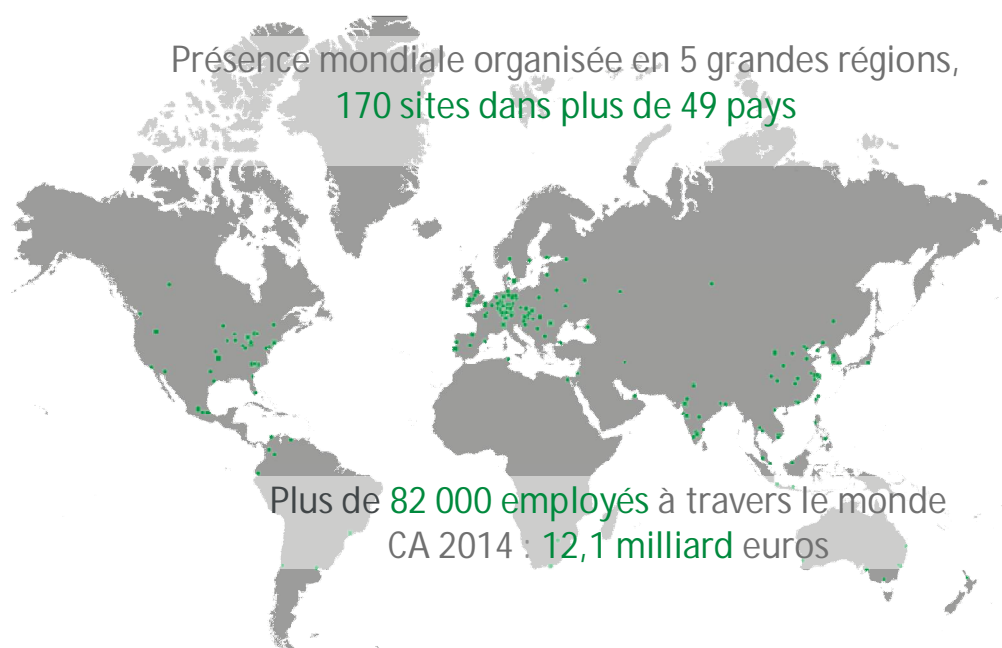 Présence mondiale organisée en 5 grandes régions,
170 sites dans plus de 49 pays
Plus de 82 000 employés à travers le monde
CA 2014 : 12,1 milliard euros